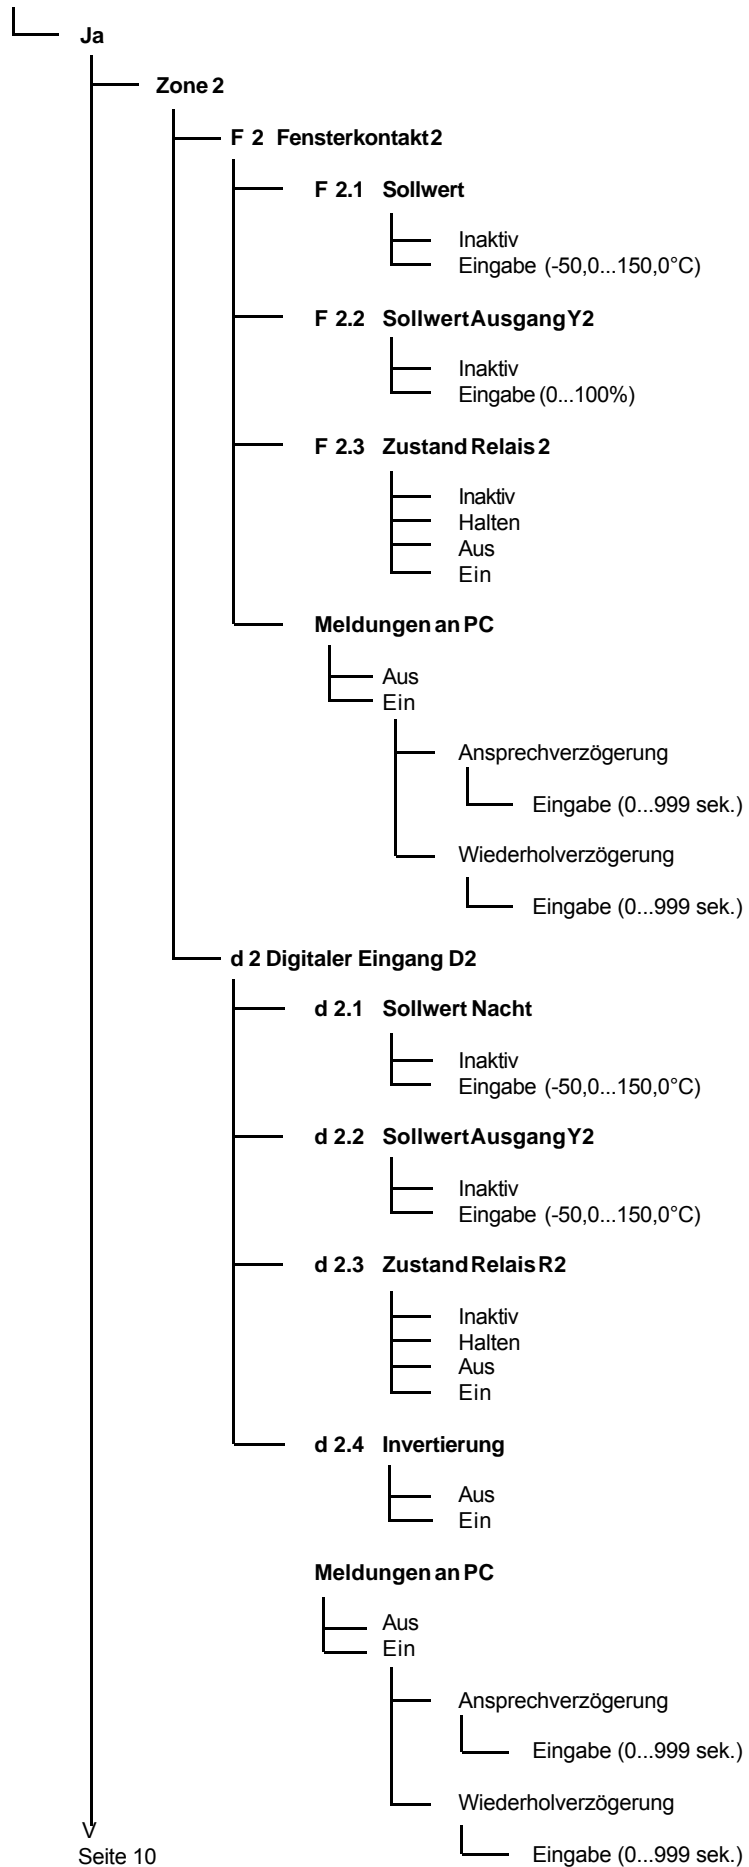 Ja
Zone 2
F 2 Fensterkontakt 2
F 2.1 Sollwert
Inaktiv
Eingabe (-50,0...150,0°C)
F 2.2 Sollwert Ausgang Y2
Inaktiv
Eingabe (0...100%)
F 2.3 Zustand Relais 2
Inaktiv
Halten
Aus
Ein
Meldungen an PC
Aus
Ein
Ansprechverzögerung
Eingabe (0...999 sek.)
Wiederholverzögerung
Eingabe (0...999 sek.)
d 2 Digitaler Eingang D2
d 2.1 Sollwert Nacht
Inaktiv
Eingabe (-50,0...150,0°C)
d 2.2 Sollwert Ausgang Y2
Inaktiv
Eingabe (-50,0...150,0°C)
d 2.3 Zustand Relais R2
Inaktiv
Halten
Aus
Ein
d 2.4 Invertierung
Aus
Ein
Meldungen an PC
Aus
Ein
Ansprechverzögerung
Eingabe (0...999 sek.)
Wiederholverzögerung
V
Seite 10
Eingabe (0...999 sek.)